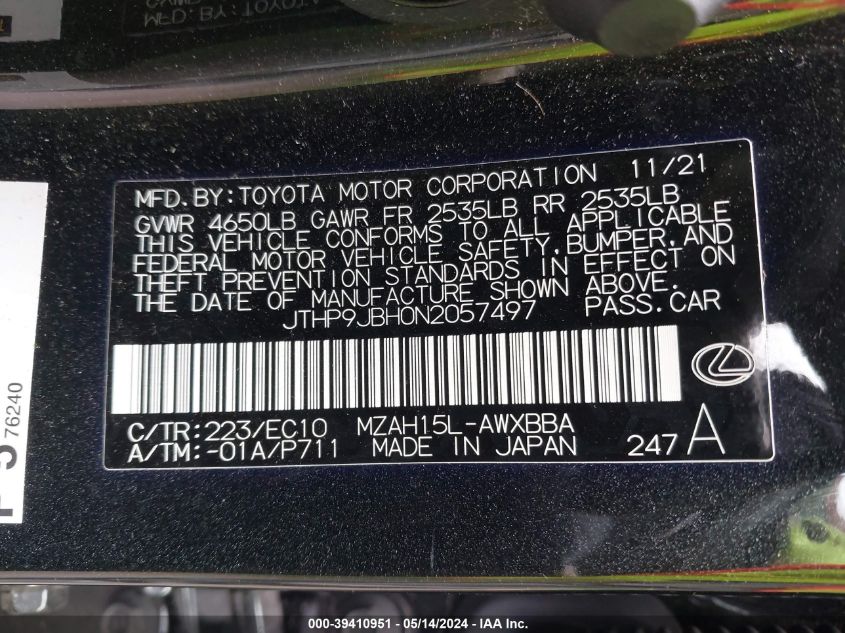 MFD. BY: TOYOTA
MFD.BY:TOYOTA MOTOR CORPORATION 11/21
GVWR 4650LB GAWR FR 2535LB RR 2535LB
THIS VEHICLE CONFORMS TO ALL APPLICABLE
FEDERAL MOTOR VEHICLE SAFETY,BUMPER,AND
THEFT PREVENTION STANDARDS IN EFFECT ON
THE DATE OF MANUFACTURE SHOWN ABOVE.
JTHP9JBH0N2057497 PASS.CAR
C/TR:223/EC10 MZAH15L-AWXBBA
A/TM:-01A/P711 MADE IN JAPAN 247 A
76240
000-39410951 - 05/14/2024 - IAA Inc.